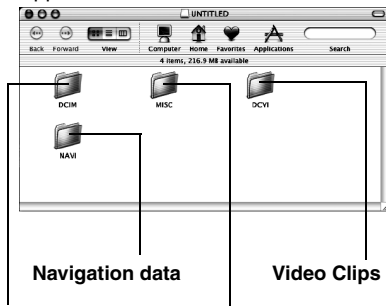 UNTITLED
Back Forward View Computer Home Favorites Applications Search
4 items, 216.9 MB available
DCIM MISC DCVI
NAVI
Navigation data Video Clips